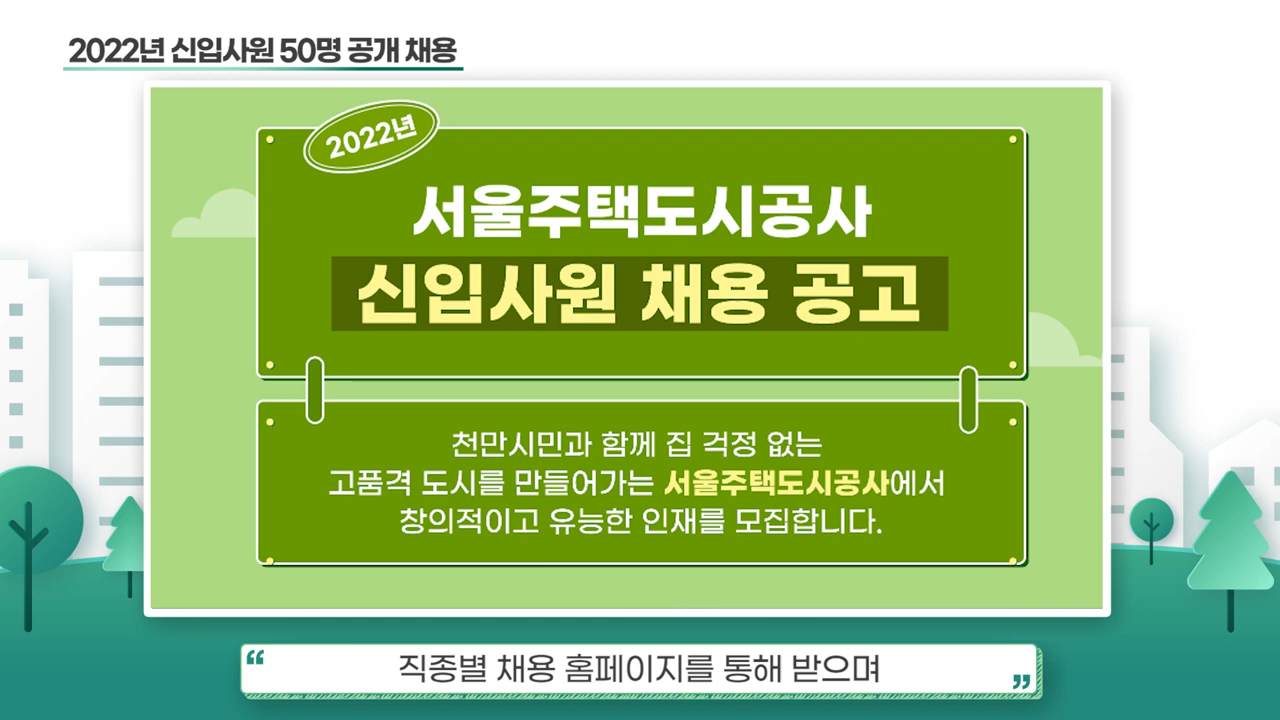 2022년 신입사원 50명 공개 채용
2022년
서울주택도시공사
신입사원 채용 공고
천만시민과 함께 집 걱정 없는
고품격 도시를 만들어가는 서울주택도시공사에서
창의적이고 유능한 인재를 모집합니다.
“ 직종별 채용 홈페이지를 통해 받으며 ”